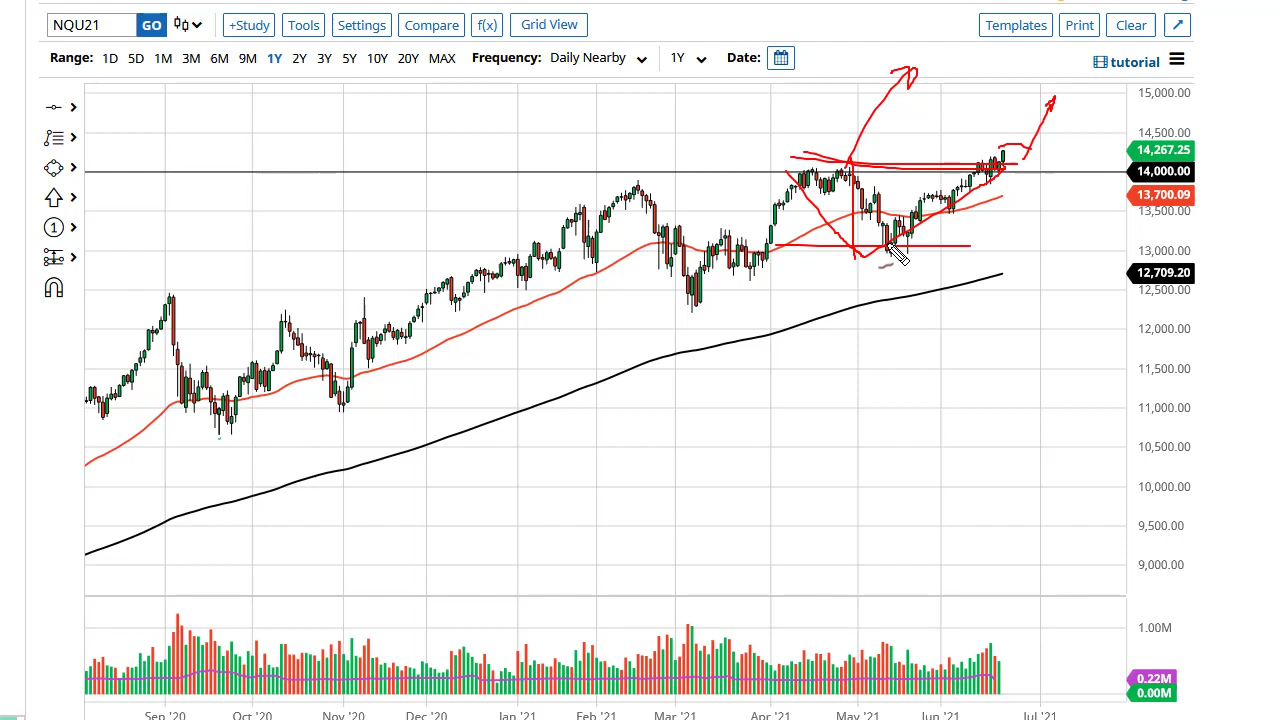 NQU21 GO +Study Tools Settings Compare f(x) Grid View Templates Print Clear
Range: 1D 5D 1M 3M 6M 9M 1Y 2Y 3Y 5Y 10Y 20Y MAX Frequency: Daily Nearby 1Y Date: tutorial
15,000.00
14,500.00
14,267.25
14,000.00
13,700.09
13,500.00
13,000.00
12,709.20
12,500.00
12,000.00
11,500.00
11,000.00
10,500.00
10,000.00
9,500.00
9,000.00
1.00M
0.22M
0.00M
Sep '20 Oct '20 Nov '20 Dec '20 Jan '21 Feb '21 Mar '21 Apr '21 May '21 Jun '21 Jul '21